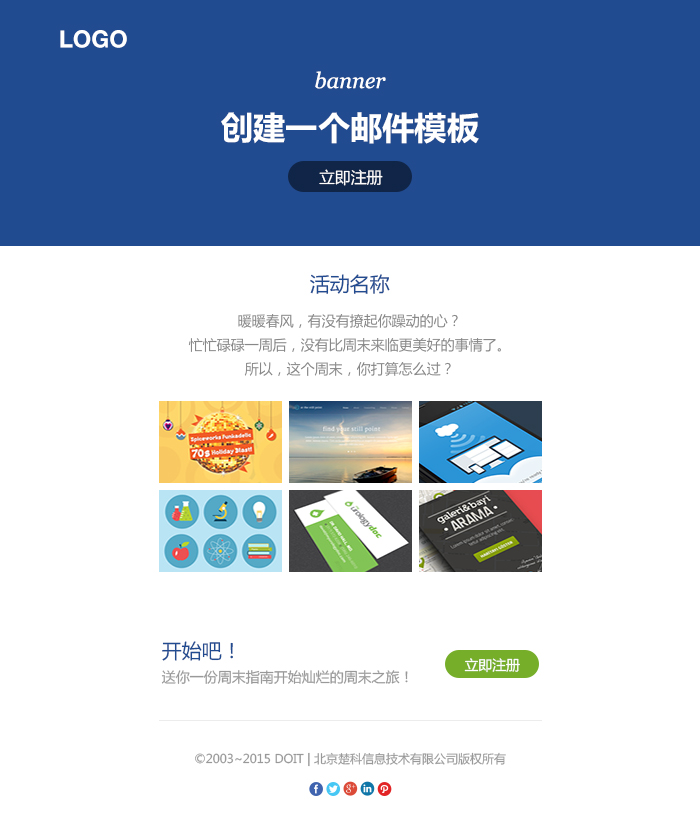 LOGO
banner
创建一个邮件模板
立即注册
活动名称
暖暖春风，有没有撩起你躁动的心？
忙忙碌碌一周后，没有比周末来临更美好的事情了。
所以，这个周末，你打算怎么过？
Spiceworks Funkadelic
70s Holiday Blast!
Find your still point
urologydoc
galeri&bayi
ARAMA
开始吧！
送你一份周末指南开始灿烂的周末之旅！
立即注册
©2003~2015 DOIT | 北京楚科信息技术有限公司版权所有